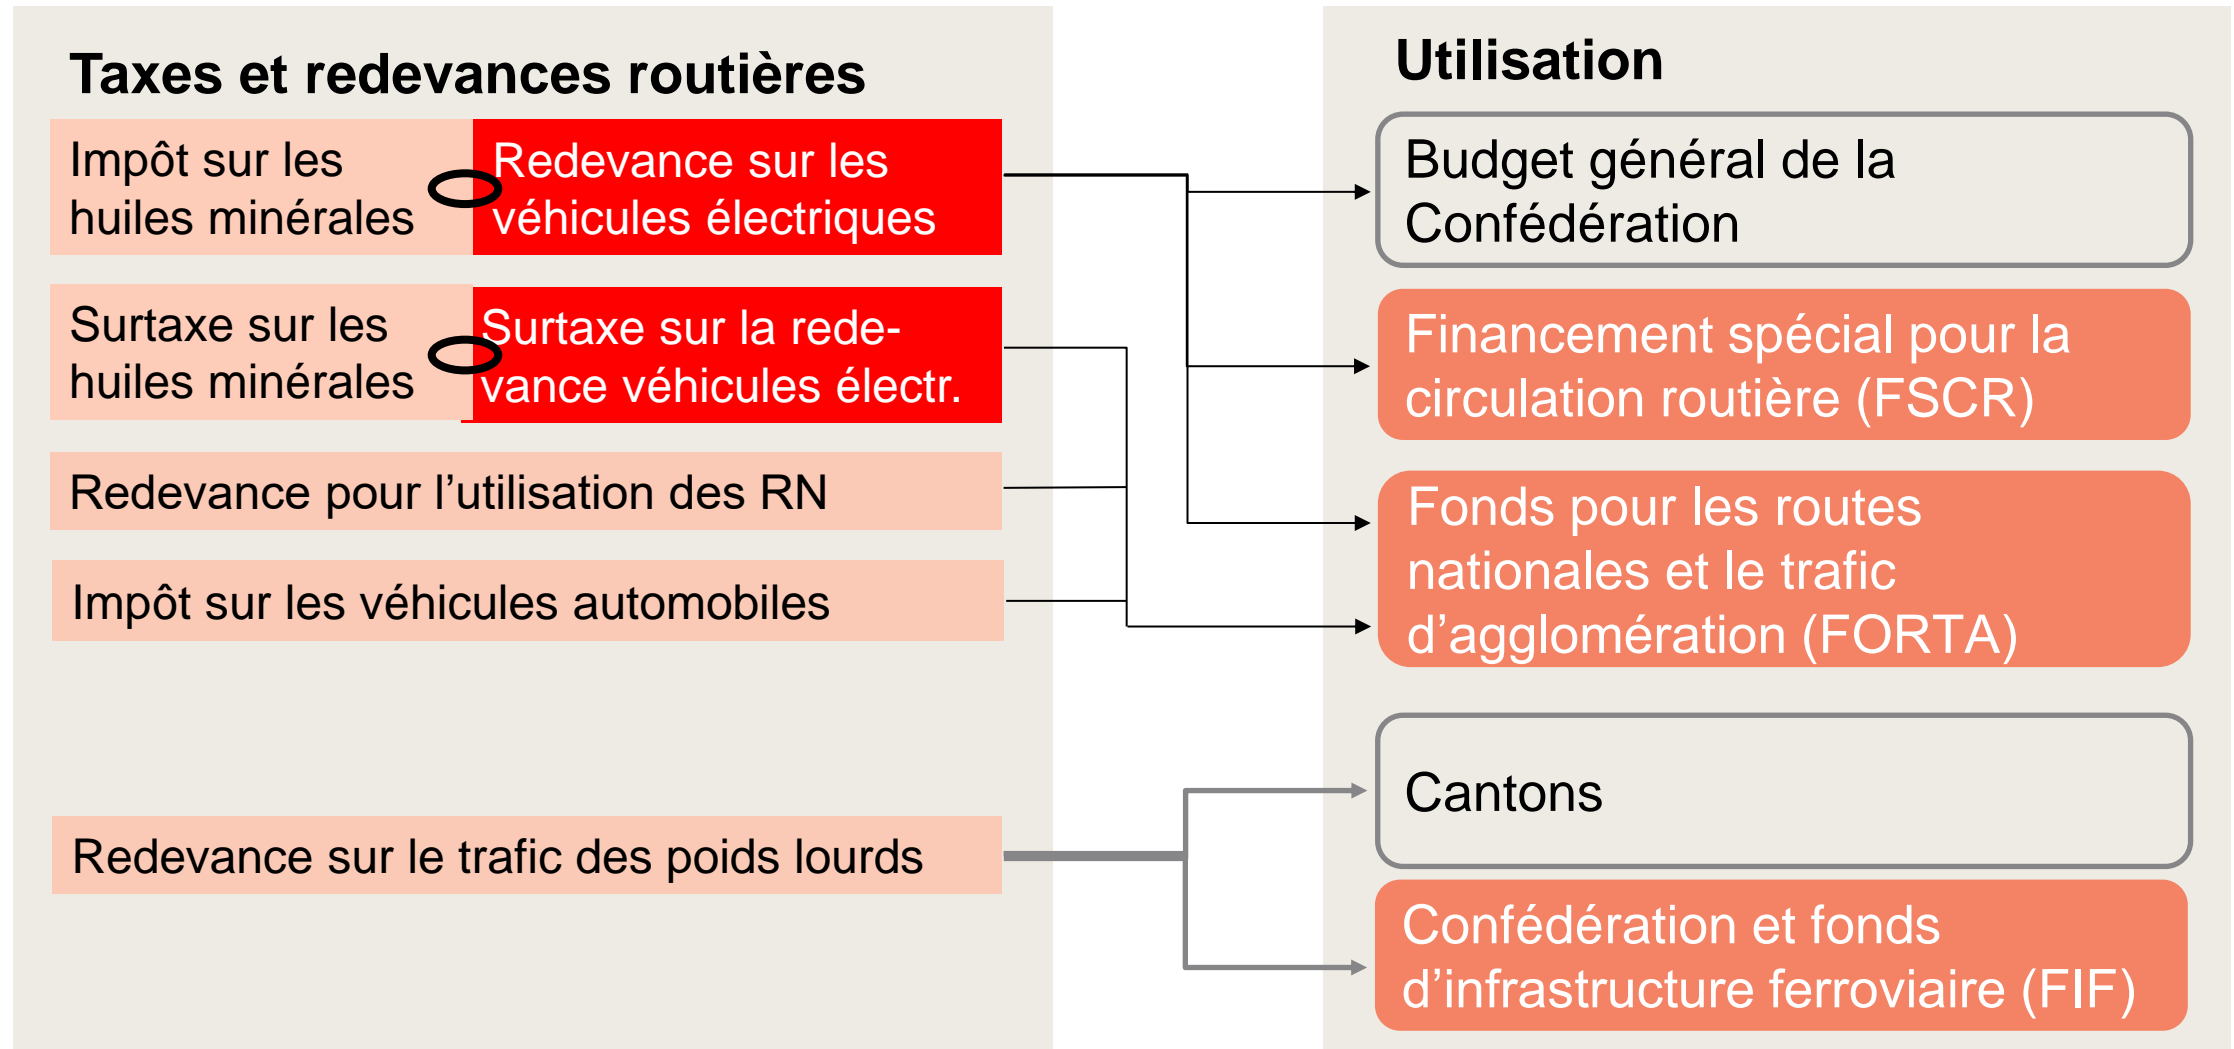 Taxes et redevances routières
Impôt sur les
huiles minérales
Redevance sur les
véhicules électriques
Surtaxe sur les
huiles minérales
Surtaxe sur la rede-
vance véhicules électr.
Redevance pour l’utilisation des RN
Impôt sur les véhicules automobiles
Redevance sur le trafic des poids lourds
Utilisation
Budget général de la
Confédération
Financement spécial pour la
circulation routière (FSCR)
Fonds pour les routes
nationales et le trafic
d’agglomération (FORTA)
Cantons
Confédération et fonds
d’infrastructure ferroviaire (FIF)